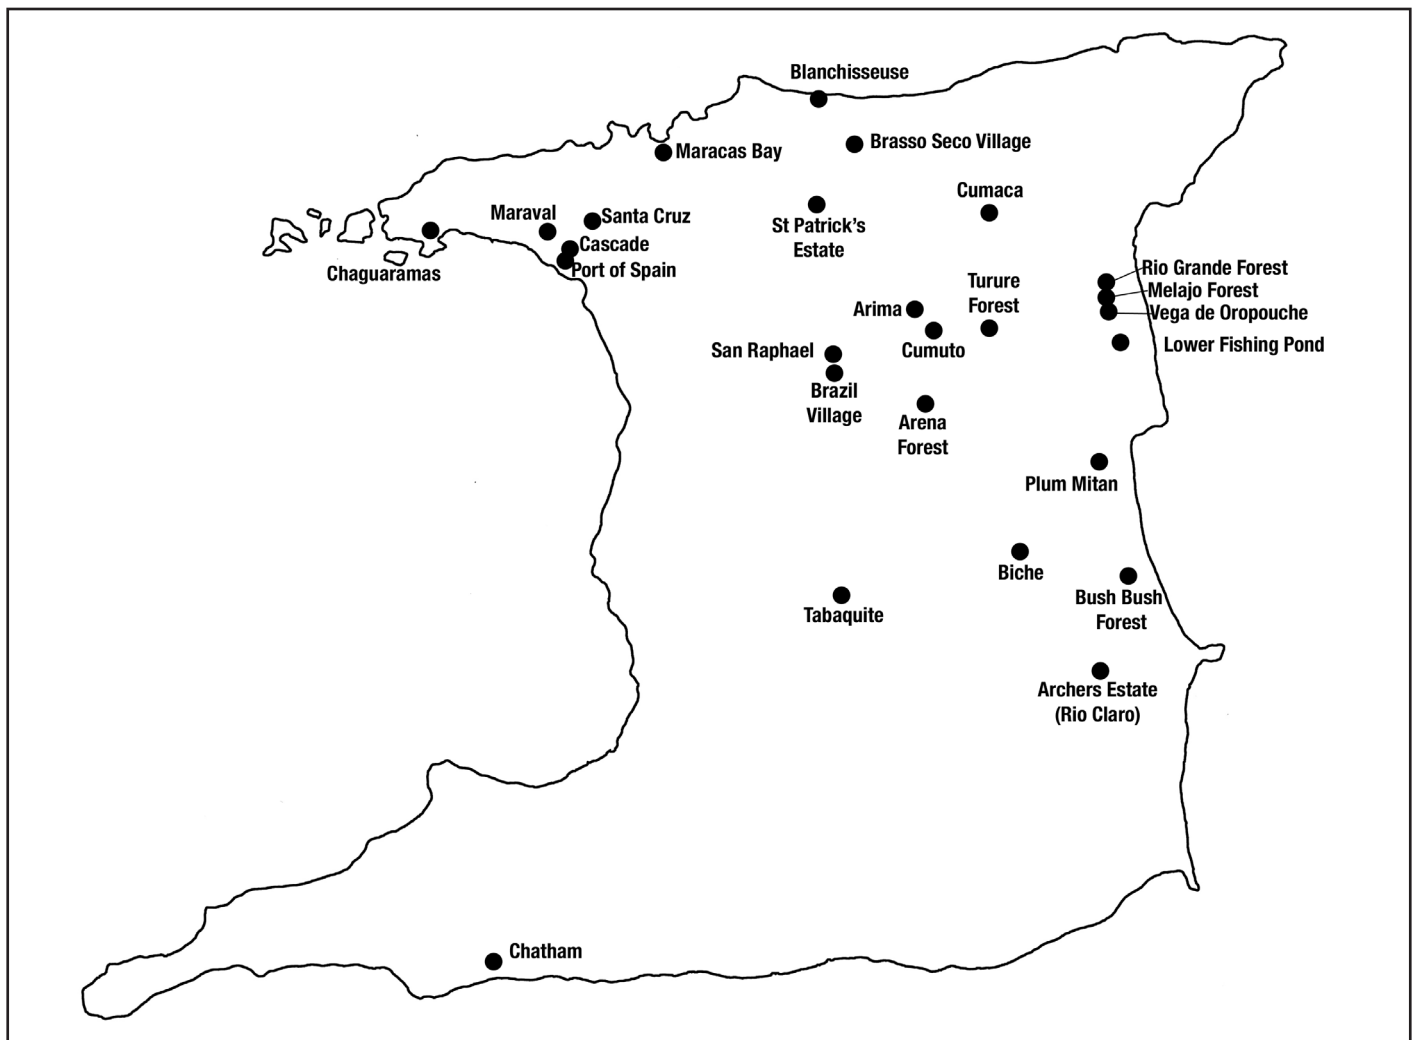 Blanchisseuse
Brasso Seco Village
Maracas Bay
Cumaca
Maraval
Santa Cruz
St Patrick's
Estate
Cascade
Port of Spain
Chaguaramas
Rio Grande Forest
Melajo Forest
Vega de Oropouche
Turure
Forest
Arima
Lower Fishing Pond
San Raphael
Cumuto
Brazil
Village
Arena
Forest
Plum Mitan
Biche
Bush Bush
Forest
Tabaquite
Archers Estate
(Rio Claro)
Chatham